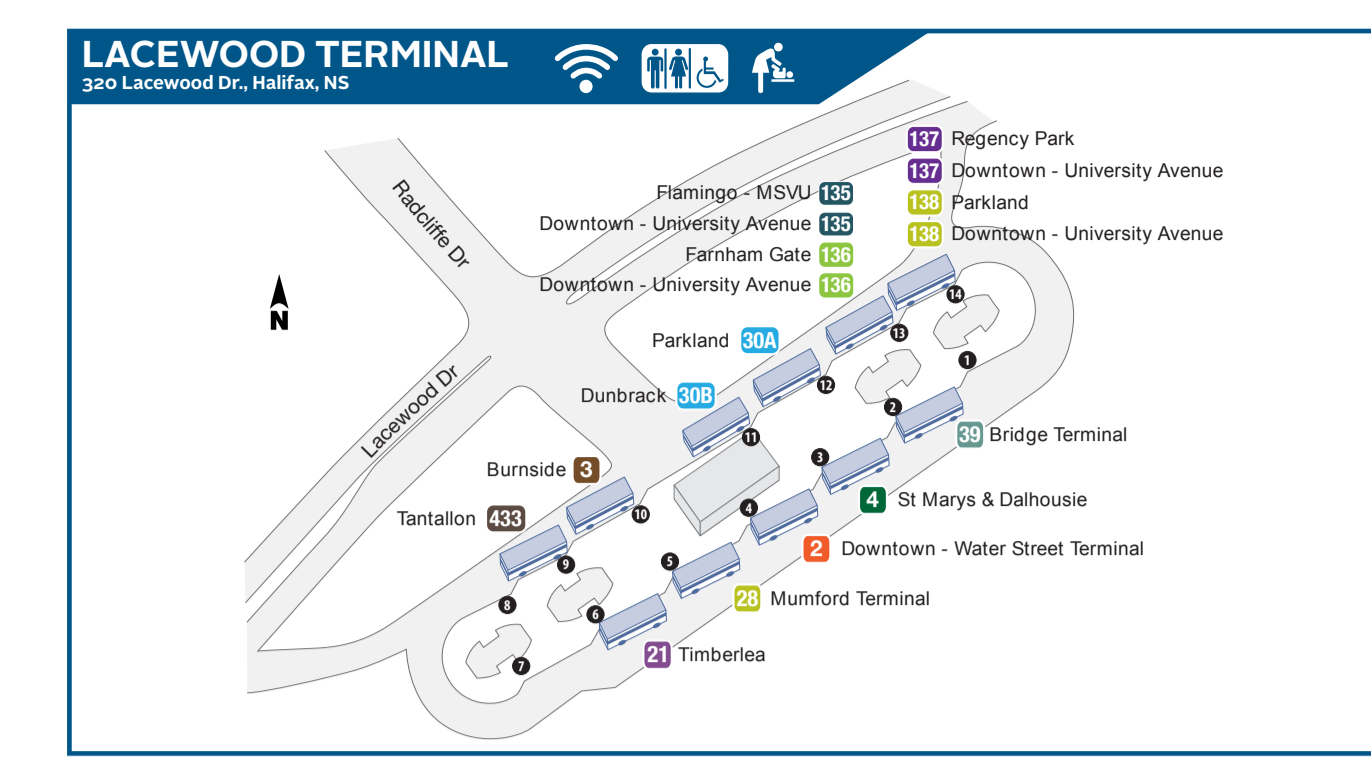 LACEWOOD TERMINAL
320 Lacewood Dr., Halifax, NS
137 Regency Park
137 Downtown - University Avenue
138 Parkland
138 Downtown - University Avenue
Flamingo - MSVU 135
Downtown - University Avenue 135
Farnham Gate 136
Downtown - University Avenue 136
Radcliffe Dr
N
Parkland 30A
Dunbrack 30B
Lacewood Dr
Burnside 3
Tantallon 433
14
13
1
12
2
11
39 Bridge Terminal
3
4 St Marys & Dalhousie
4
10
2 Downtown - Water Street Terminal
5
9
28 Mumford Terminal
8
6
21 Timberlea
7